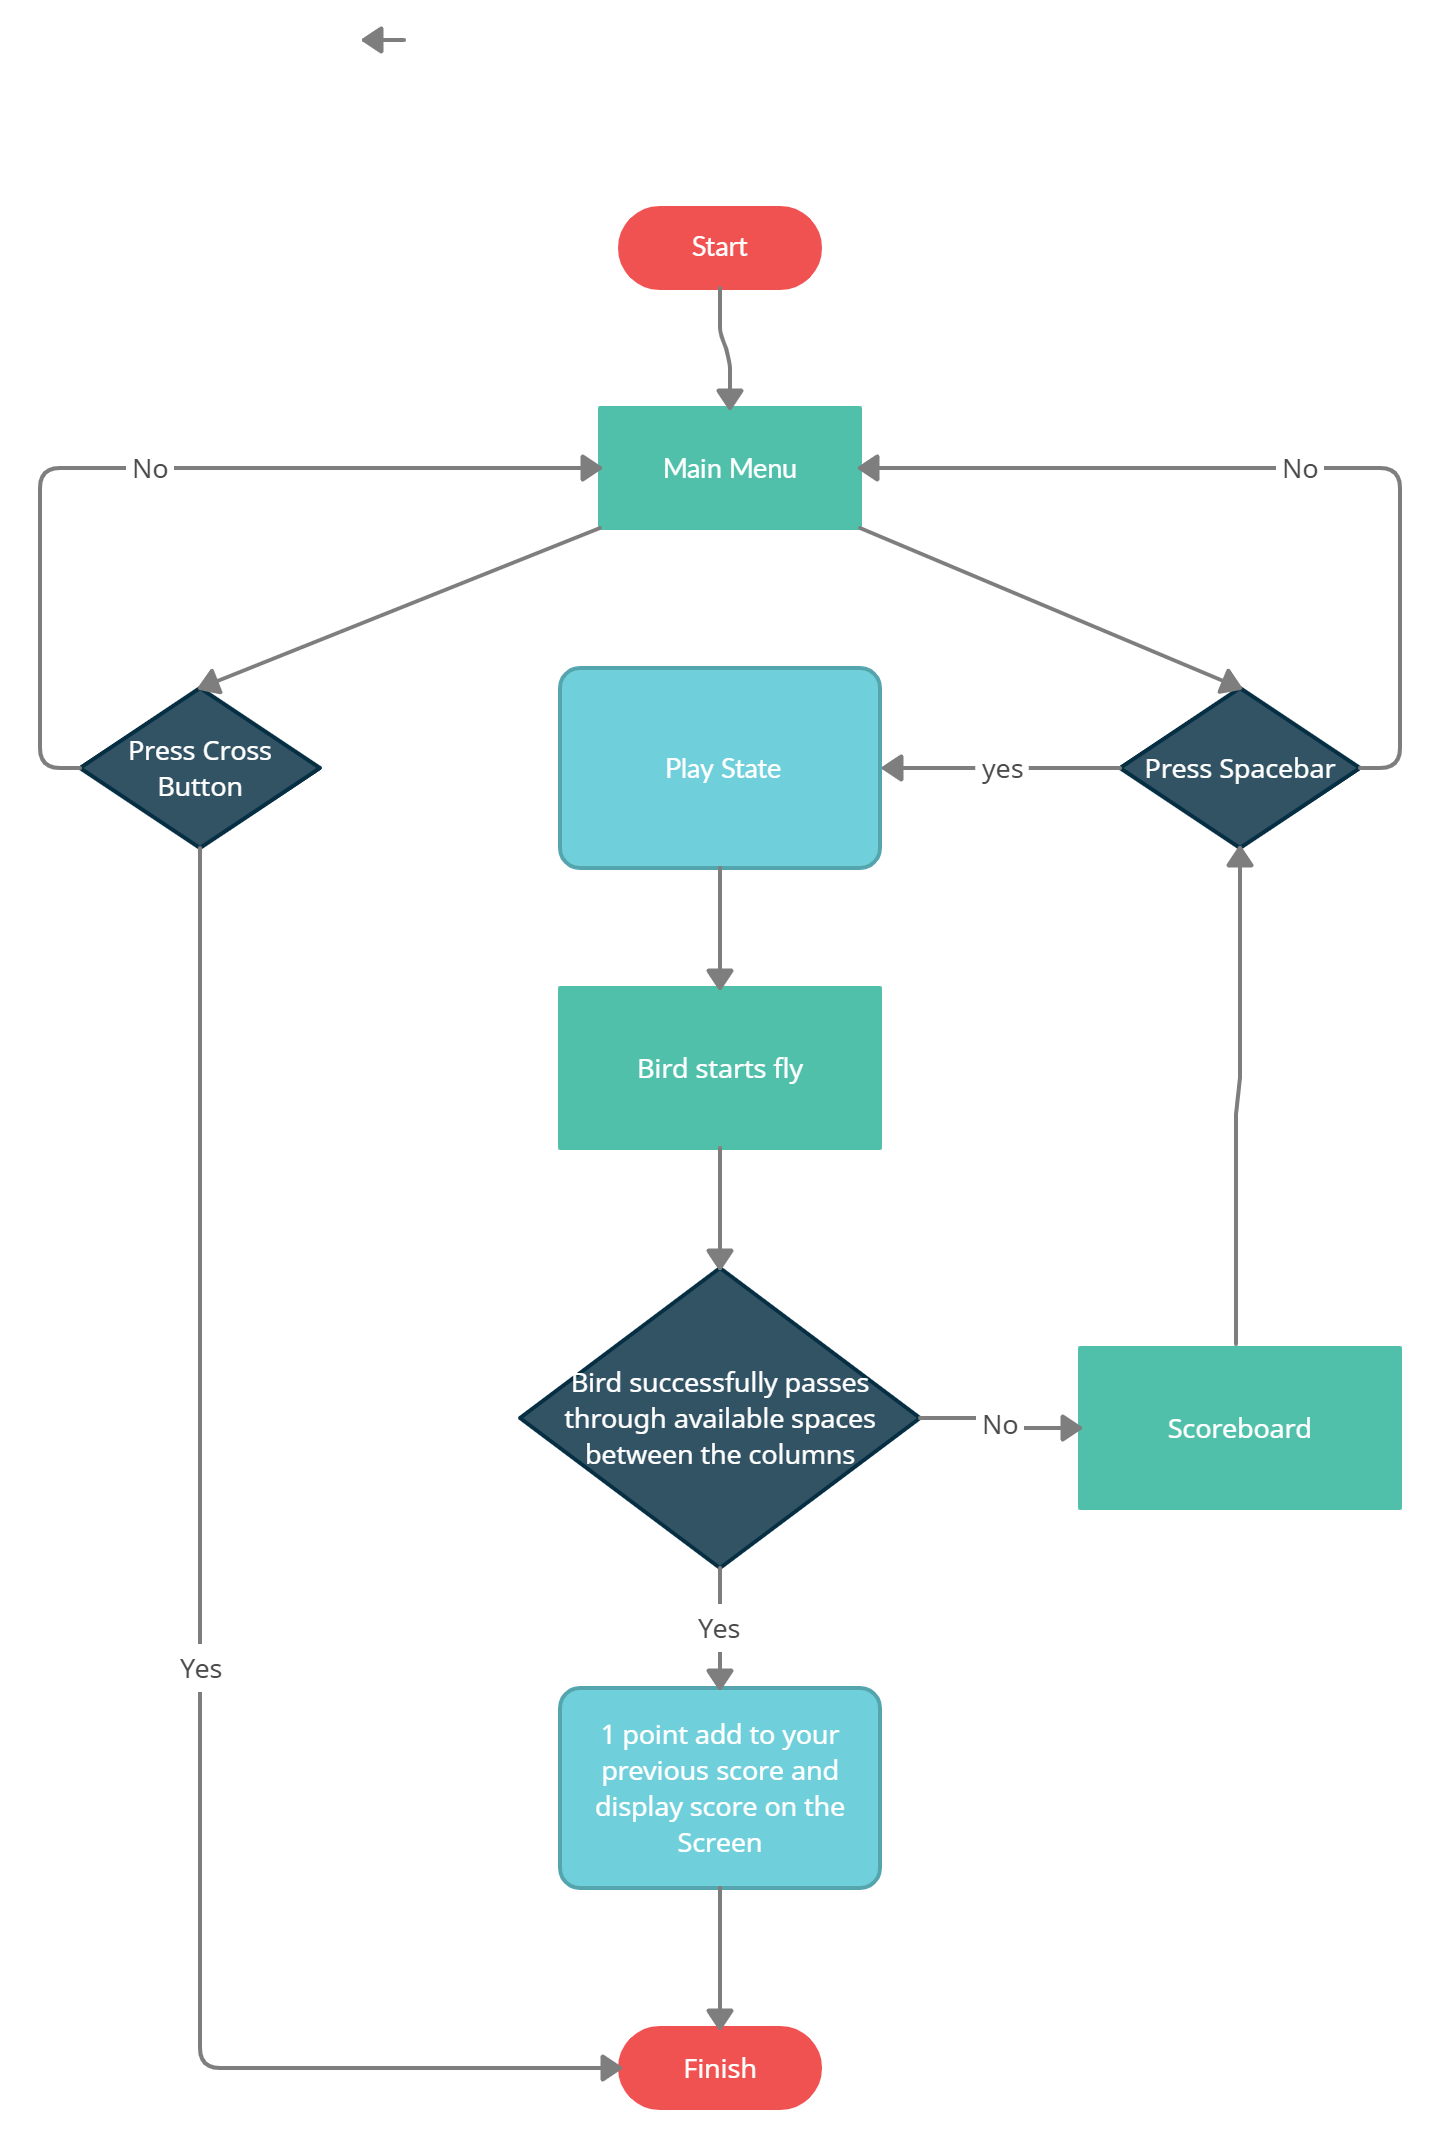 Start
No
Main Menu
No
Press Cross
Button
Play State
yes
Press Spacebar
Bird starts fly
Bird successfully passes
through available spaces
between the columns
No
Scoreboard
Yes
Yes
1 point add to your
previous score and
display score on the
Screen
Finish